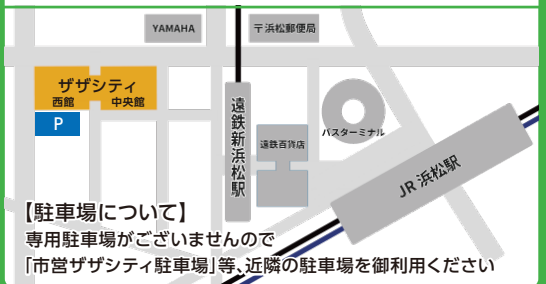 YAMAHA
〒浜松郵便局
ザザシティ
西館 中央館
P
遠鉄新浜松駅
遠鉄百貨店
バスターミナル
JR 浜松駅
【駐車場について】
専用駐車場がございませんので
「市営ザザシティ駐車場」等、近隣の駐車場を御利用ください